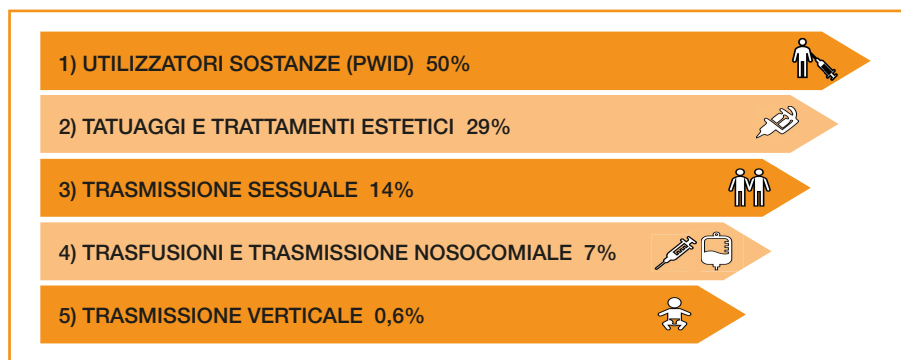 1) UTILIZZATORI SOSTANZE (PWID) 50%
2) TATUAGGI E TRATTAMENTI ESTETICI 29%
3) TRASMISSIONE SESSUALE 14%
4) TRASFUSIONI E TRASMISSIONE NOSOCOMIALE 7%
5) TRASMISSIONE VERTICALE 0,6%